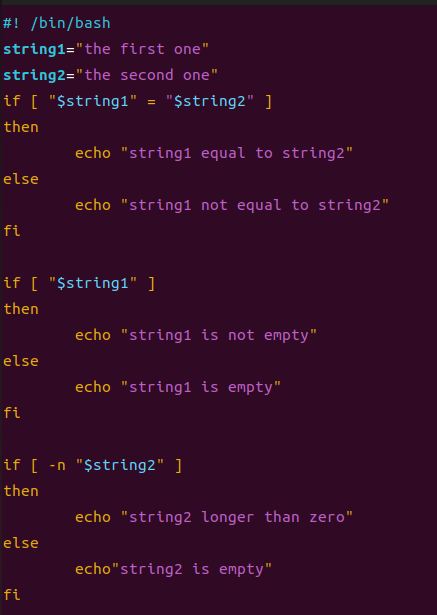 #! /bin/bash
string1="the first one"
string2="the second one"
if [ "$string1" = "$string2" ]
then
        echo "string1 equal to string2"
else
        echo "string1 not equal to string2"
fi

if [ "$string1" ]
then
        echo "string1 is not empty"
else
        echo "string1 is empty"
fi

if [ -n "$string2" ]
then
        echo "string2 longer than zero"
else
        echo"string2 is empty"
fi